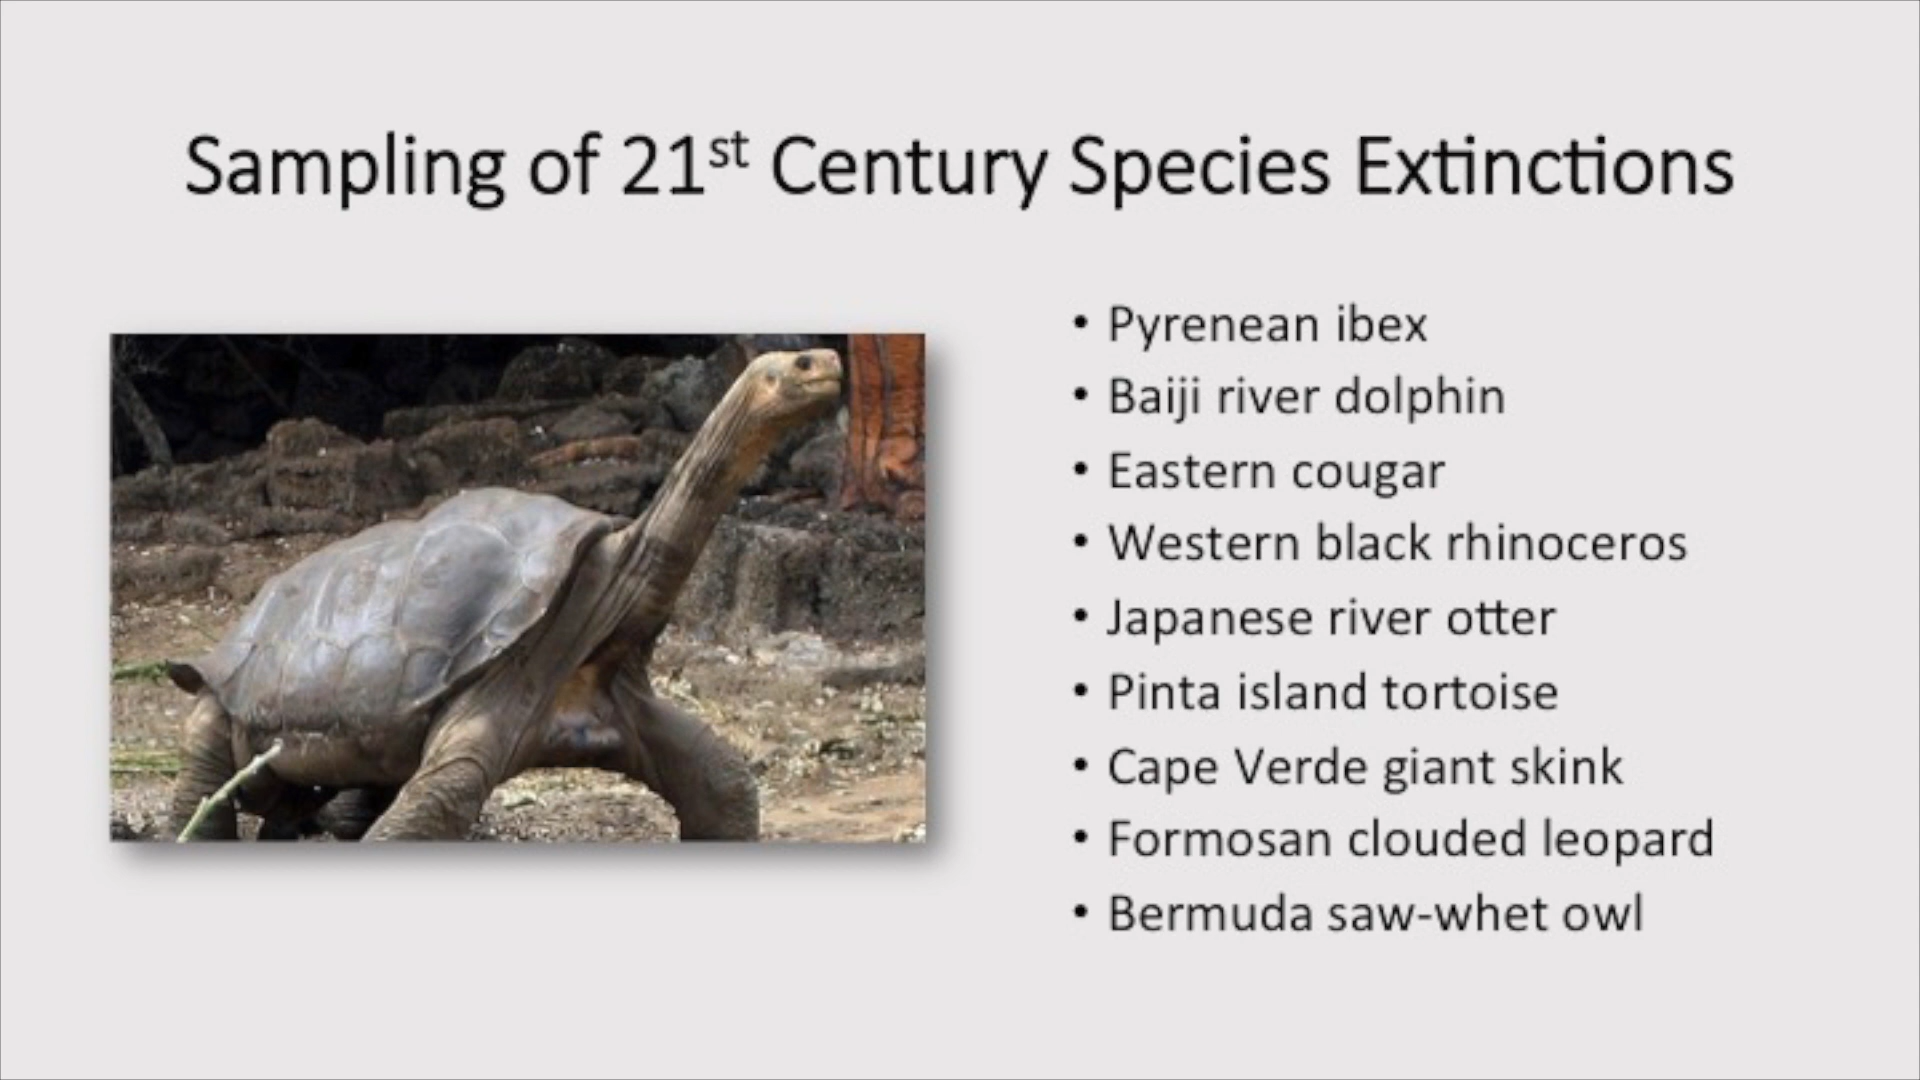 Sampling of 21st Century Species Extinctions
• Pyrenean ibex
• Baiji river dolphin
• Eastern cougar
• Western black rhinoceros
• Japanese river otter
• Pinta island tortoise
• Cape Verde giant skink
• Formosan clouded leopard
• Bermuda saw-whet owl